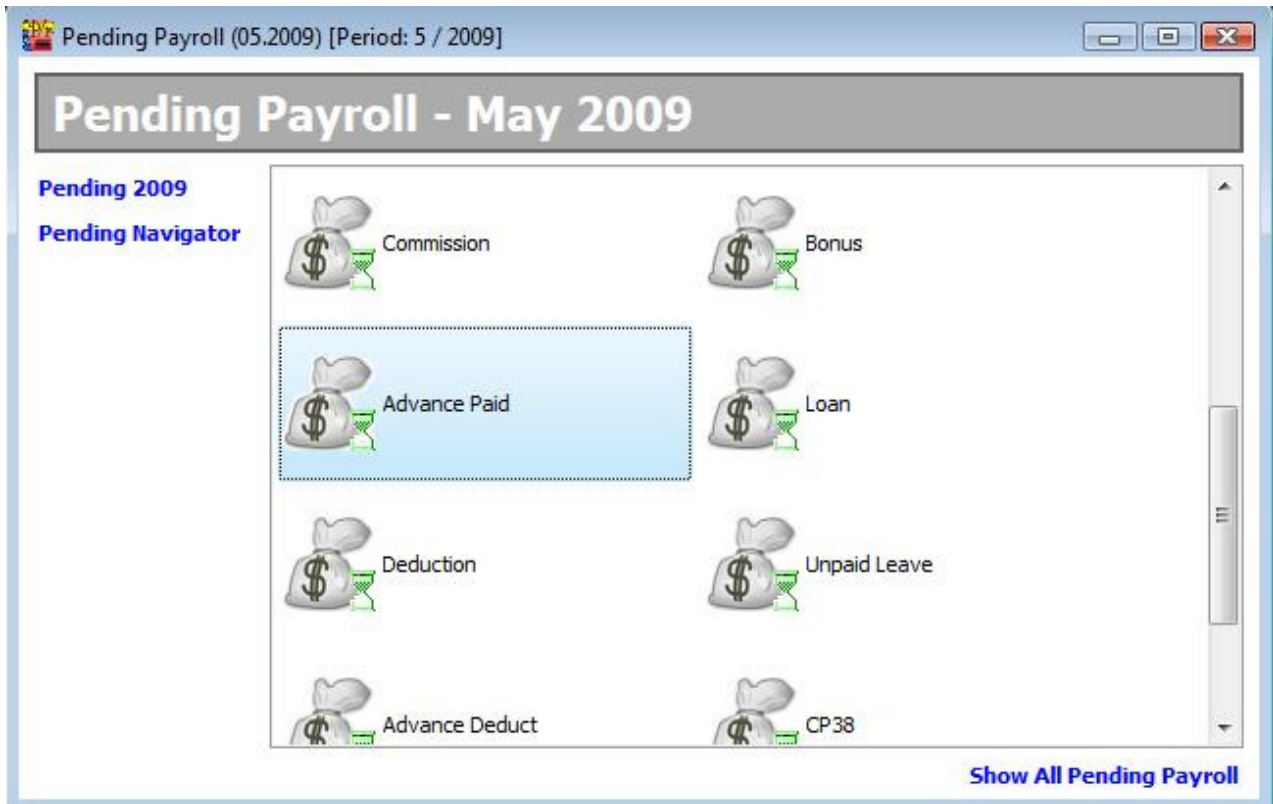 Pending Payroll (05.2009) [Period: 5 / 2009]
Pending Payroll - May 2009
Pending 2009
Pending Navigator
Commission
Bonus
Advance Paid
Loan
Deduction
Unpaid Leave
Advance Deduct
CP38
Show All Pending Payroll